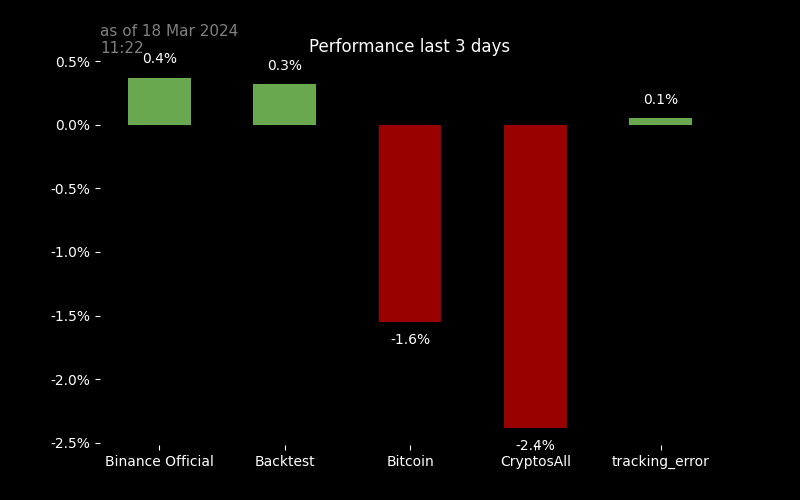 as of 18 Mar 2024
11:22
Performance last 3 days
0.5%
0.0%
-0.5%
-1.0%
-1.5%
-2.0%
-2.5%
0.4%
0.3%
-1.6%
-2.4%
0.1%
Binance Official
Backtest
Bitcoin
CryptosAll
tracking_error